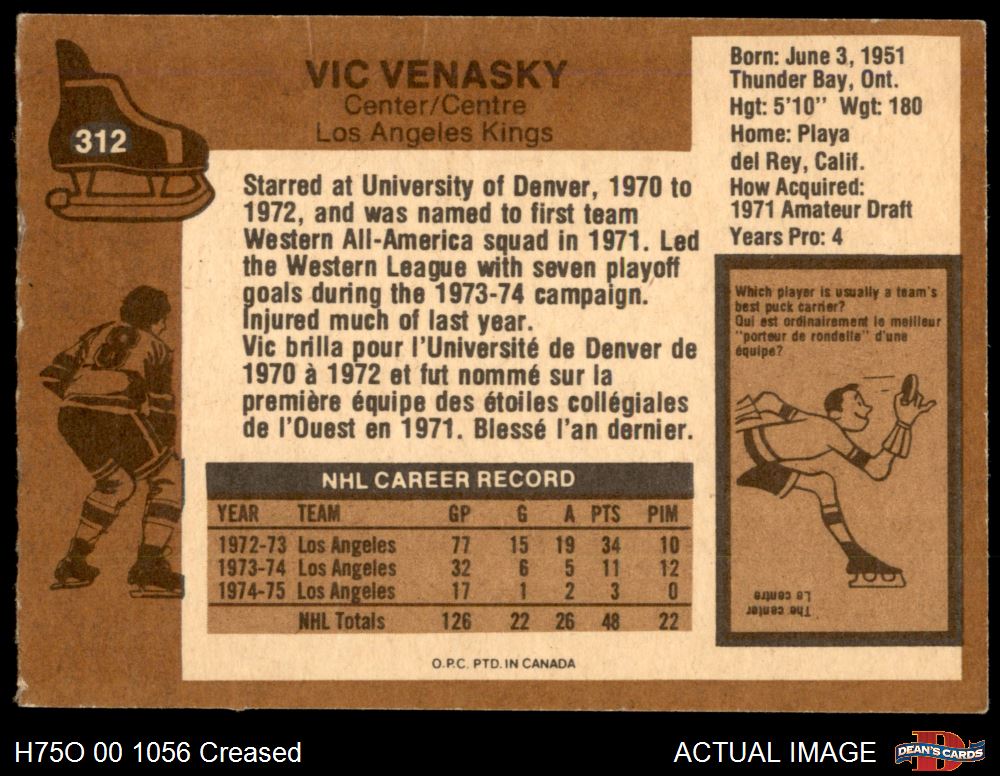 312
VIC VENASKY
Center/Centre
Los Angeles Kings
Born: June 3, 1951
Thunder Bay, Ont.
Hgt: 5'10" Wgt: 180
Home: Playa
del Rey, Calif.
How Acquired:
1971 Amateur Draft
Years Pro: 4
Starred at University of Denver, 1970 to
1972, and was named to first team
Western All-America squad in 1971. Led
the Western League with seven playoff
goals during the 1973-74 campaign.
Injured much of last year.
Vic brilla pour l'Université de Denver de
1970 à 1972 et fut nommé sur la
première équipe des étoiles collégiales
de l'Ouest en 1971. Blessé l'an dernier.
Which player is usually a team's
best puck carrier?
Qui est ordinairement le meilleur
"porteur de rondelle" d'une
équipe?
The center
Le centre
NHL CAREER RECORD
YEAR TEAM GP G A PTS PIM
1972-73 Los Angeles 77 15 19 34 10
1973-74 Los Angeles 32 6 5 11 12
1974-75 Los Angeles 17 1 2 3 0
NHL Totals 126 22 26 48 22
O.P.C. PTD. IN CANADA
H75O 00 1056 Creased
ACTUAL IMAGE
DEAN'S CARDS